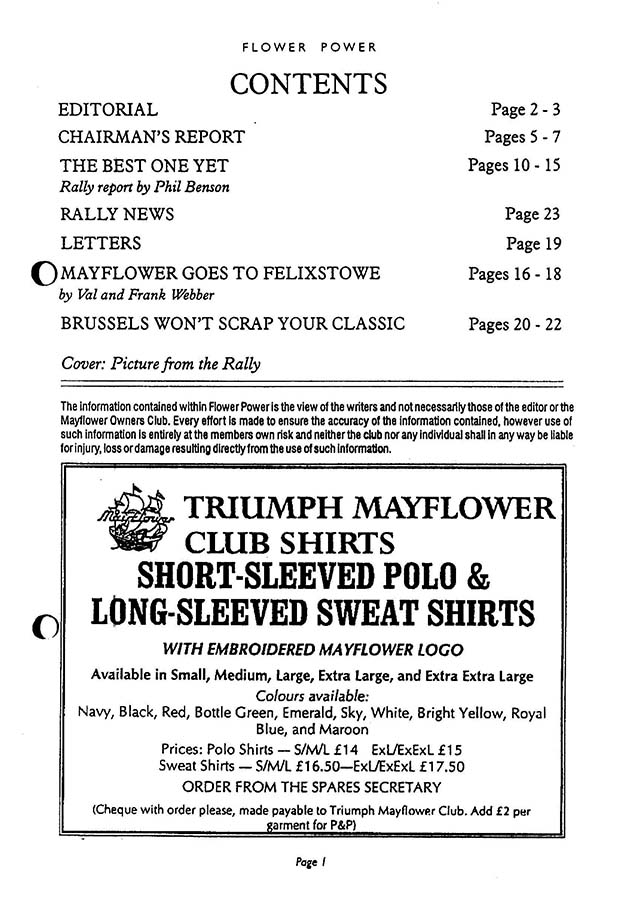 FLOWER POWER
CONTENTS
EDITORIAL Page 2 - 3
CHAIRMAN'S REPORT Pages 5 - 7
THE BEST ONE YET Pages 10 - 15
Rally report by Phil Benson
RALLY NEWS Page 23
LETTERS Page 19
MAYFLOWER GOES TO FELIXSTOWE Pages 16 - 18
by Val and Frank Webber
BRUSSELS WON'T SCRAP YOUR CLASSIC Pages 20 - 22
Cover: Picture from the Rally
The information contained within Flower Power is the view of the writers and not necessarily those of the editor or the
Mayflower Owners Club. Every effort is made to ensure the accuracy of the information contained, however use of
such information is entirely at the members own risk and neither the club nor any individual shall in any way be liable
for injury, loss or damage resulting directly from the use of such information.
Mayflower
TRIUMPH MAYFLOWER
CLUB SHIRTS
SHORT-SLEEVED POLO &
LONG-SLEEVED SWEAT SHIRTS
WITH EMBROIDERED MAYFLOWER LOGO
Available in Small, Medium, Large, Extra Large, and Extra Extra Large
Colours available:
Navy, Black, Red, Bottle Green, Emerald, Sky, White, Bright Yellow, Royal
Blue, and Maroon
Prices: Polo Shirts — S/M/L £14 ExL/ExExL £15
Sweat Shirts — S/M/L £16.50—ExL/ExExL £17.50
ORDER FROM THE SPARES SECRETARY
(Cheque with order please, made payable to Triumph Mayflower Club. Add £2 per
garment for P&P)
Page 1